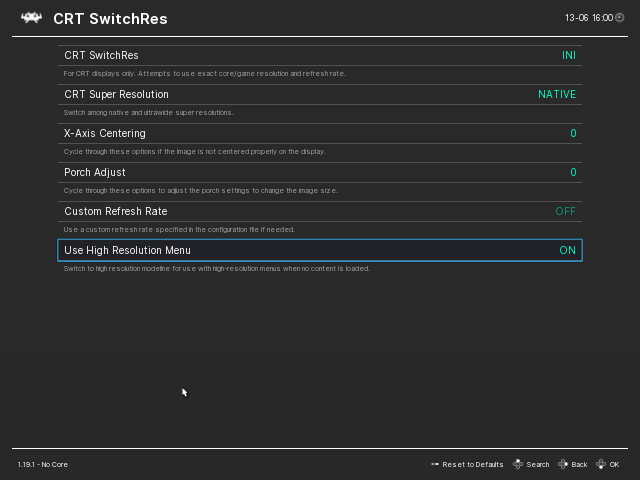 CRT SwitchRes
13-06 16:00
CRT SwitchRes INI
For CRT displays only. Attempts to use exact core/game resolution and refresh rate.
CRT Super Resolution NATIVE
Switch among native and ultrawide super resolutions.
X-Axis Centering 0
Cycle through these options if the image is not centered properly on the display.
Porch Adjust 0
Cycle through these options to adjust the porch settings to change the image size.
Custom Refresh Rate OFF
Use a custom refresh rate specified in the configuration file if needed.
Use High Resolution Menu ON
Switch to high resolution modeline for use with high-resolution menus when no content is loaded.
1.19.1 - No Core
Reset to Defaults Search Back OK